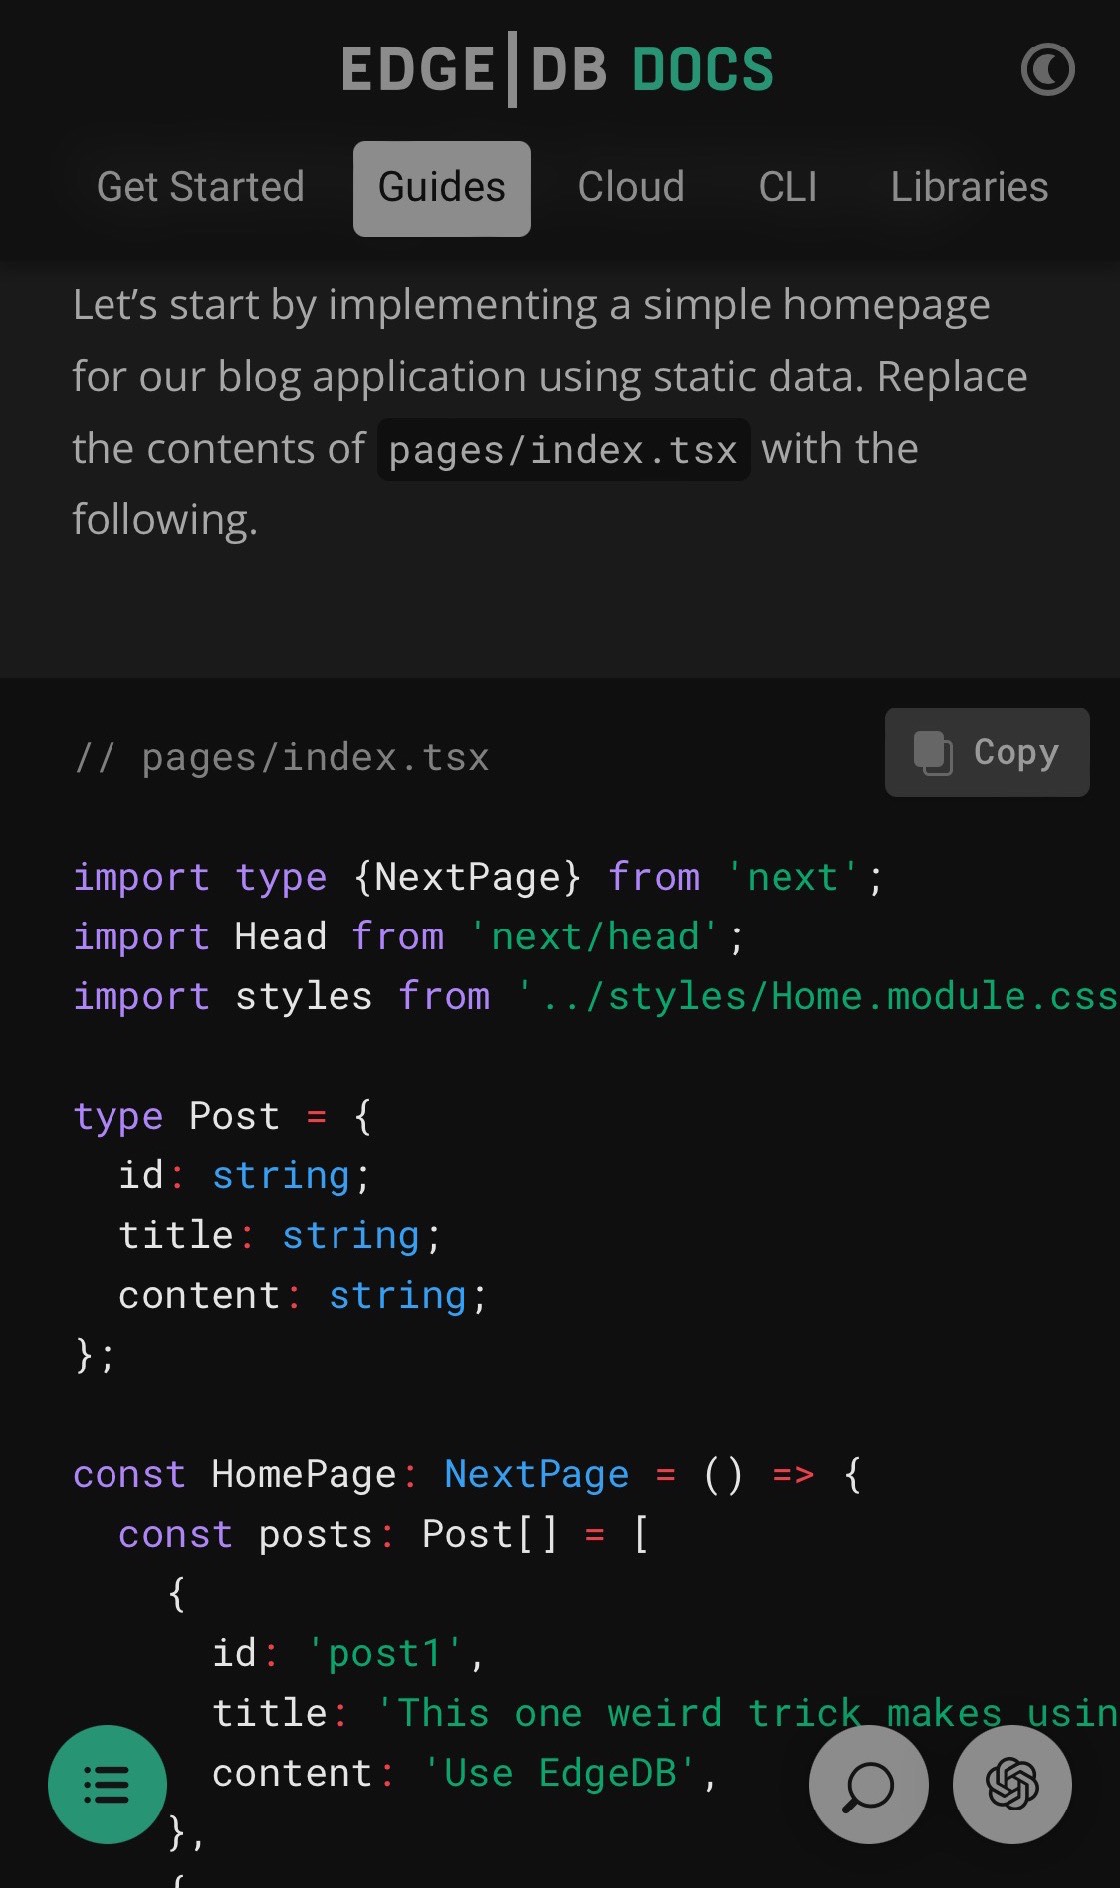 EDGE|DB DOCS
Get Started Guides Cloud CLI Libraries
Let’s start by implementing a simple homepage
for our blog application using static data. Replace
the contents of pages/index.tsx with the
following.
// pages/index.tsx
Copy
import type {NextPage} from 'next';
import Head from 'next/head';
import styles from '../styles/Home.module.css
type Post = {
  id: string;
  title: string;
  content: string;
};
const HomePage: NextPage = () => {
  const posts: Post[] = [
    {
      id: 'post1',
      title: 'This one weird trick makes usin
      content: 'Use EdgeDB',
    },
    {